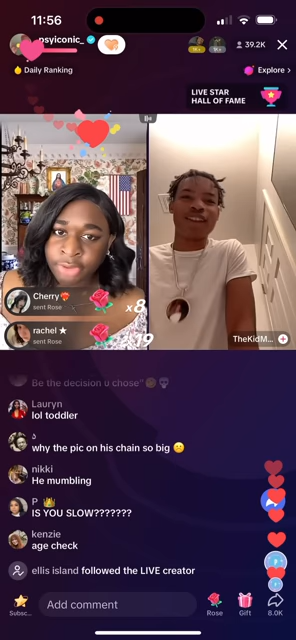 11:56
psyiconic_
39.2K
Daily Ranking
Explore >
LIVE STAR
HALL OF FAME
Cherry
sent Rose
x8
rachel ★
sent Rose
TheKidM...
Be the decision u chose"
Lauryn
lol toddler
why the pic on his chain so big
nikki
He mumbling
P
IS YOU SLOW???????
kenzie
age check
ellis island followed the LIVE creator
Subsc...
Add comment
Rose
Gift
8.0K